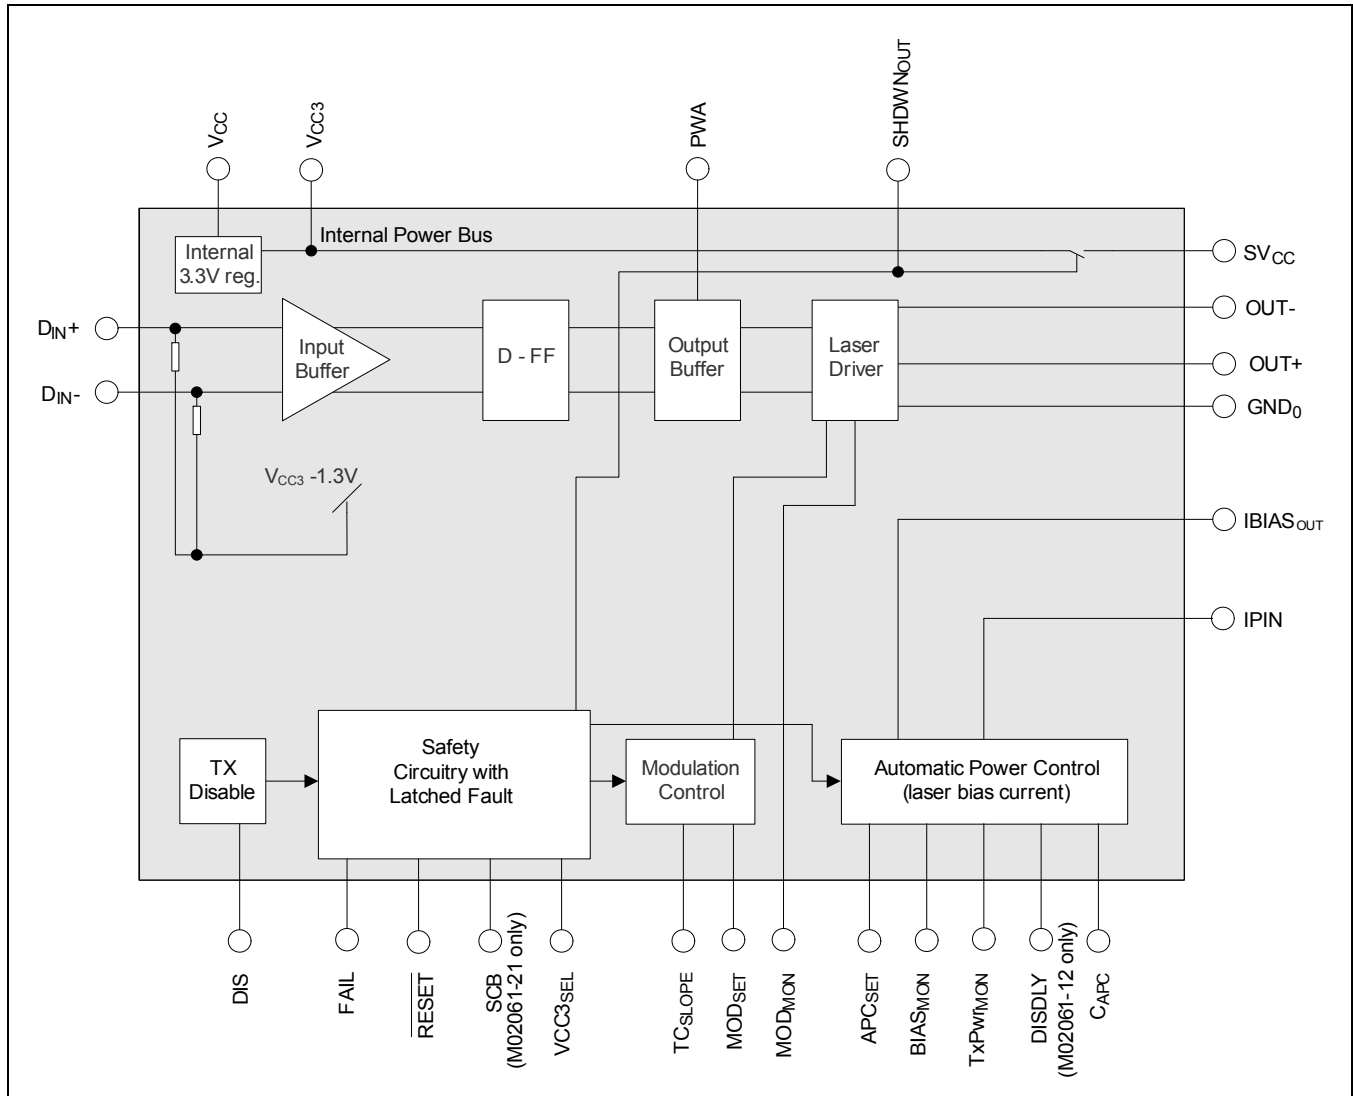 VCC
VCC3
PWA
SHDWNOUT
Internal Power Bus
Internal
3.3V reg.
SVCC
DIN+
Input
Buffer
D - FF
Output
Buffer
Laser
Driver
OUT-
OUT+
DIN-
GND0
VCC3 -1.3V
IBIASOUT
IPIN
TX
Disable
Safety
Circuitry with
Latched Fault
Modulation
Control
Automatic Power Control
(laser bias current)
DIS
FAIL
RESET
SCB
(M02061-21 only)
VCC3SEL
TCSLOPE
MODSET
MODMON
APCSET
BIASMON
TxPwrMON
DISDLY
(M02061-12 only)
CAPC